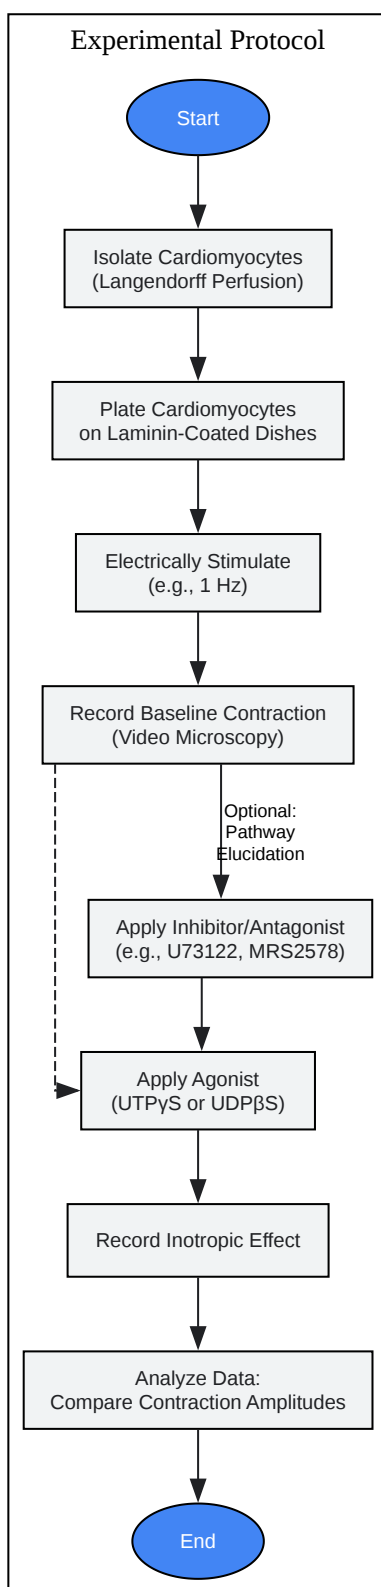 Experimental Protocol
Start
Isolate Cardiomyocytes
(Langendorff Perfusion)
Plate Cardiomyocytes
on Laminin-Coated Dishes
Electrically Stimulate
(e.g., 1 Hz)
Record Baseline Contraction
(Video Microscopy)
Optional:
Pathway
Elucidation
Apply Inhibitor/Antagonist
(e.g., U73122, MRS2578)
Apply Agonist
(UTPγS or UDPβS)
Record Inotropic Effect
Analyze Data:
Compare Contraction Amplitudes
End